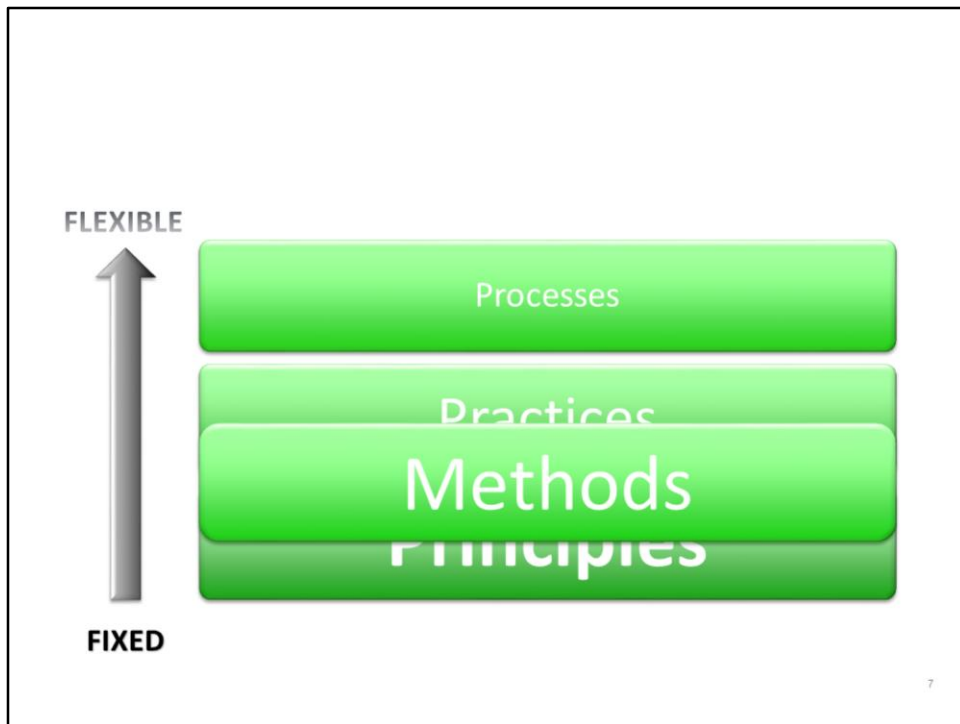 FLEXIBLE
Processes
Practices
Methods
Principles
FIXED
7